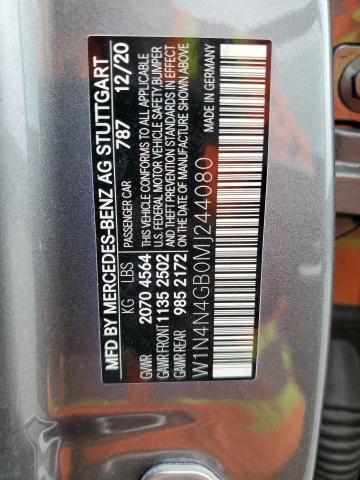 MFD BY MERCEDES-BENZ AG STUTTGART
KG LBS PASSENGER CAR 787 12/20
GVWR 2070 4564 THIS VEHICLE CONFORMS TO ALL APPLICABLE
GAWR FRONT 1135 2502 U.S. FEDERAL MOTOR VEHICLE SAFETY, BUMPER
GAWR REAR 985 2172 AND THEFT PREVENTION STANDARDS IN EFFECT
ON THE DATE OF MANUFACTURE SHOWN ABOVE
W1N4N4GB0MJ244080 MADE IN GERMANY